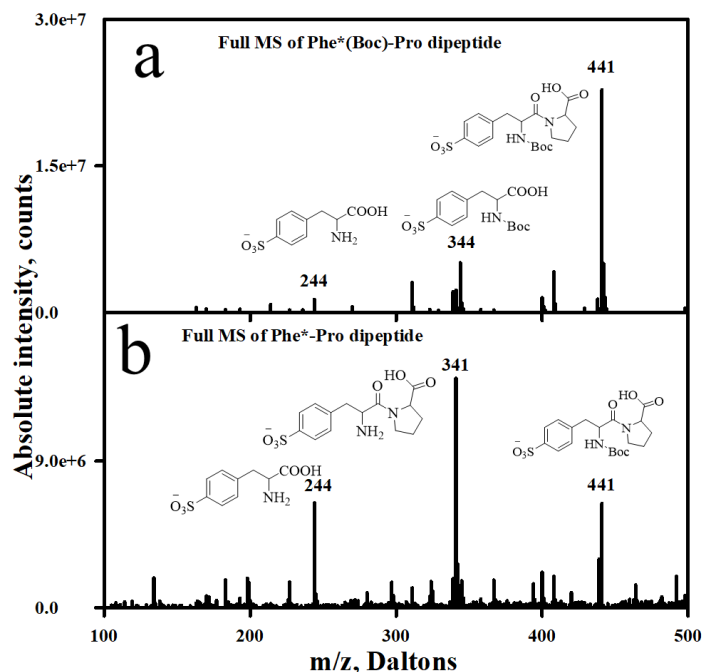 Absolute intensity, counts
3.0e+7
a
Full MS of Phe*(Boc)-Pro dipeptide
441
HO
O
O
N
HN
Boc
-
O₃S
1.5e+7
COOH
NH₂
-
O₃S
COOH
HN
Boc
-
O₃S
344
244
0.0
b
Full MS of Phe*-Pro dipeptide
341
HO
O
O
N
NH₂
-
O₃S
HO
O
O
N
HN
Boc
-
O₃S
9.0e+6
COOH
NH₂
-
O₃S
244
441
0.0
100 200 300 400 500
m/z, Daltons